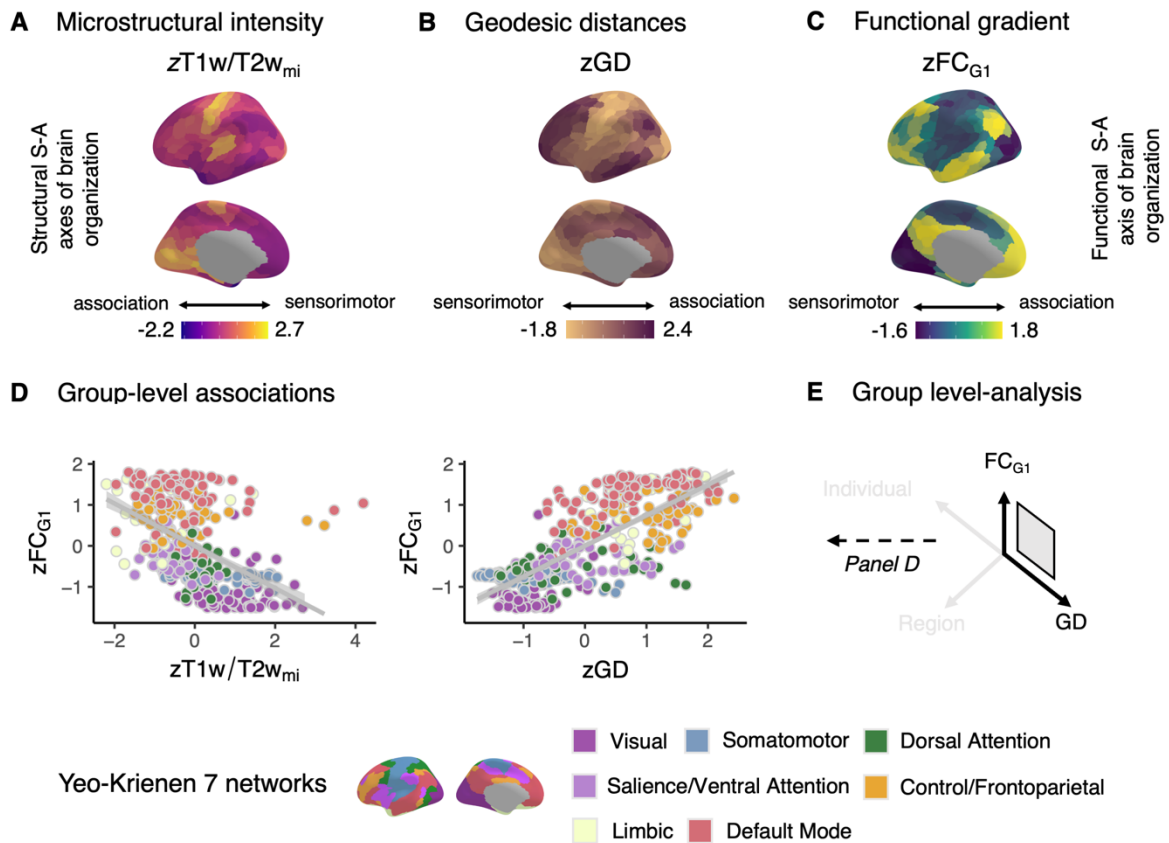 A Microstructural intensity
zT1w/T2wmi
Structural S-A
axes of brain
organization
association sensorimotor
-2.2 2.7
B Geodesic distances
zGD
sensorimotor association
-1.8 2.4
C Functional gradient
zFCG1
Functional S-A
axis of brain
organization
sensorimotor association
-1.6 1.8
D Group-level associations
zFCG1
2
1
0
-1
-2 0 2 4
zT1w/T2wmi
zFCG1
2
1
0
-1
-1 0 1 2
zGD
E Group level-analysis
FCG1
Individual
Panel D
Region
GD
Yeo-Krienen 7 networks
Visual Somatomotor Dorsal Attention
Salience/Ventral Attention Control/Frontoparietal
Limbic Default Mode